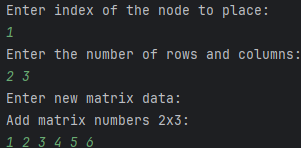 Enter index of the node to place:
1
Enter the number of rows and columns:
2 3
Enter new matrix data:
Add matrix numbers 2x3:
1 2 3 4 5 6